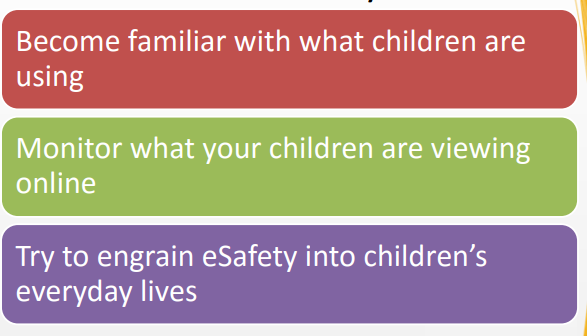 Become familiar with what children are
using
Monitor what your children are viewing
online
Try to engrain eSafety into children's
everyday lives